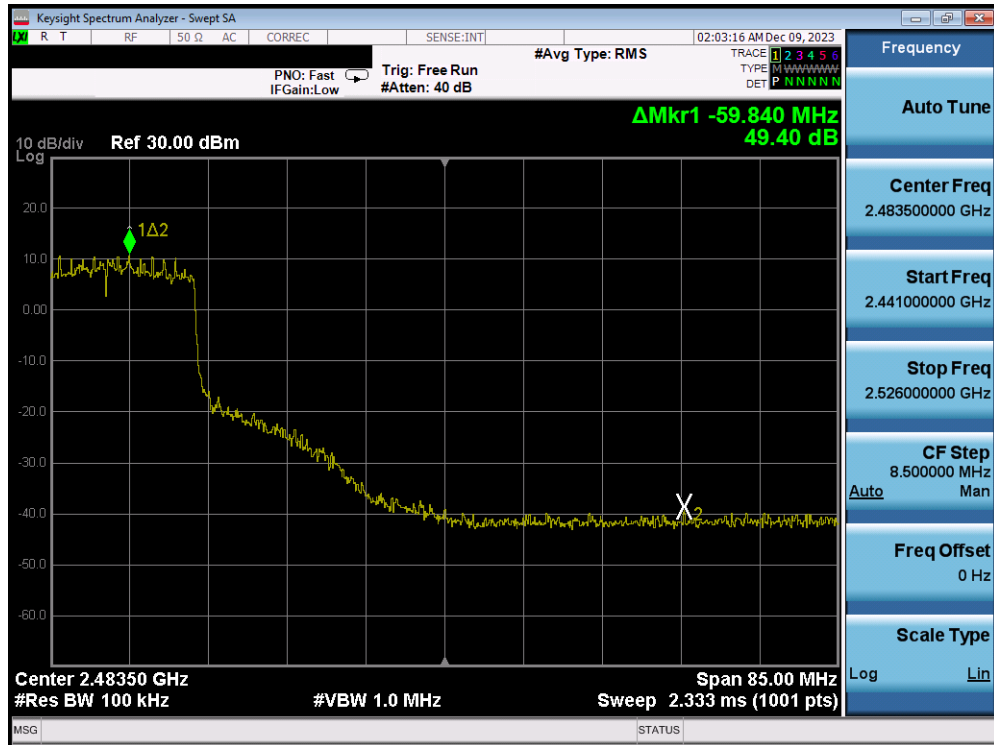 Keysight Spectrum Analyzer - Swept SA
LXI R T RF 50 Ω AC CORREC SENSE:INT 02:03:16 AM Dec 09, 2023
#Avg Type: RMS TRACE 1 2 3 4 5 6
PNO: Fast Trig: Free Run TYPE M W W W W W
IFGain:Low #Atten: 40 dB DET P N N N N N
ΔMkr1 -59.840 MHz
49.40 dB
10 dB/div Ref 30.00 dBm
Log
20.0
1Δ2
10.0
0.00
-10.0
-20.0
-30.0
-40.0
X2
-50.0
-60.0
Center 2.48350 GHz Span 85.00 MHz
#Res BW 100 kHz #VBW 1.0 MHz Sweep 2.333 ms (1001 pts)
MSG STATUS
Frequency
Auto Tune
Center Freq
2.483500000 GHz
Start Freq
2.441000000 GHz
Stop Freq
2.526000000 GHz
CF Step
8.500000 MHz
Auto Man
Freq Offset
0 Hz
Scale Type
Log Lin